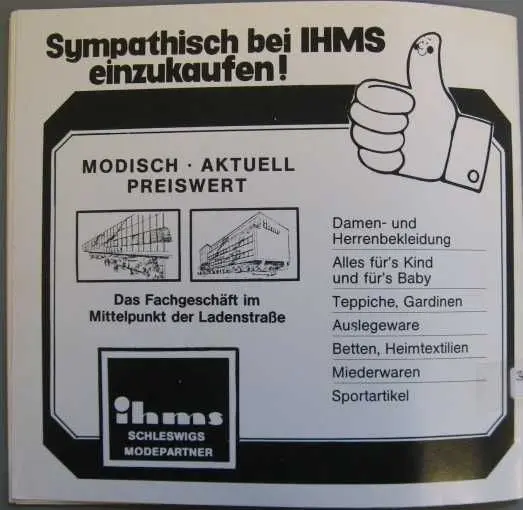 Sympathisch bei IHMS
einzukaufen!
MODISCH · AKTUELL
PREISWERT
Das Fachgeschäft im
Mittelpunkt der Ladenstraße
Damen- und
Herrenbekleidung
Alles für's Kind
und für's Baby
Teppiche, Gardinen
Auslegeware
Betten, Heimtextilien
Miederwaren
Sportartikel
ihms
SCHLESWIGS
MODEPARTNER